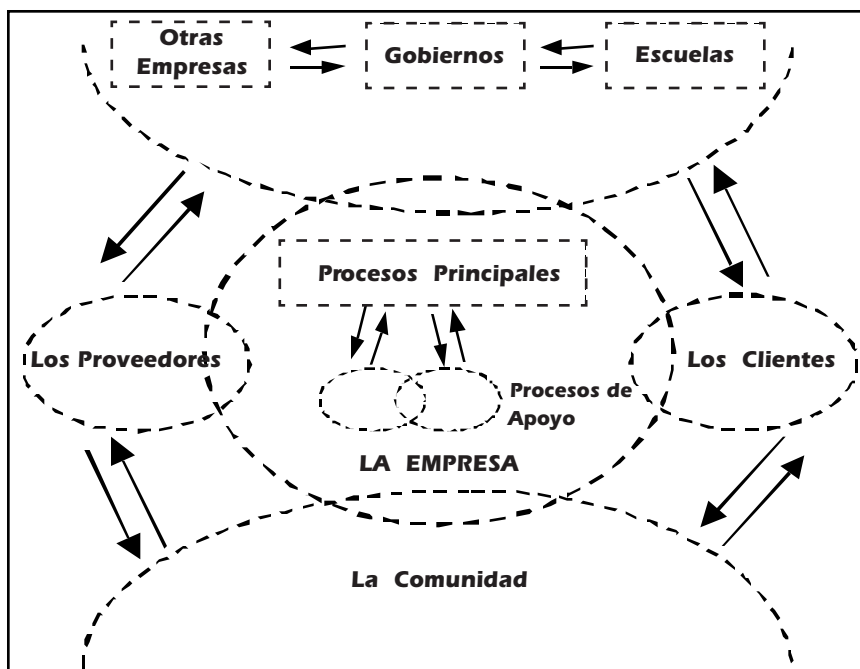 Otras
Empresas
Gobiernos
Escuelas
Procesos Principales
Los Proveedores
Los Clientes
Procesos de
Apoyo
LA EMPRESA
La Comunidad